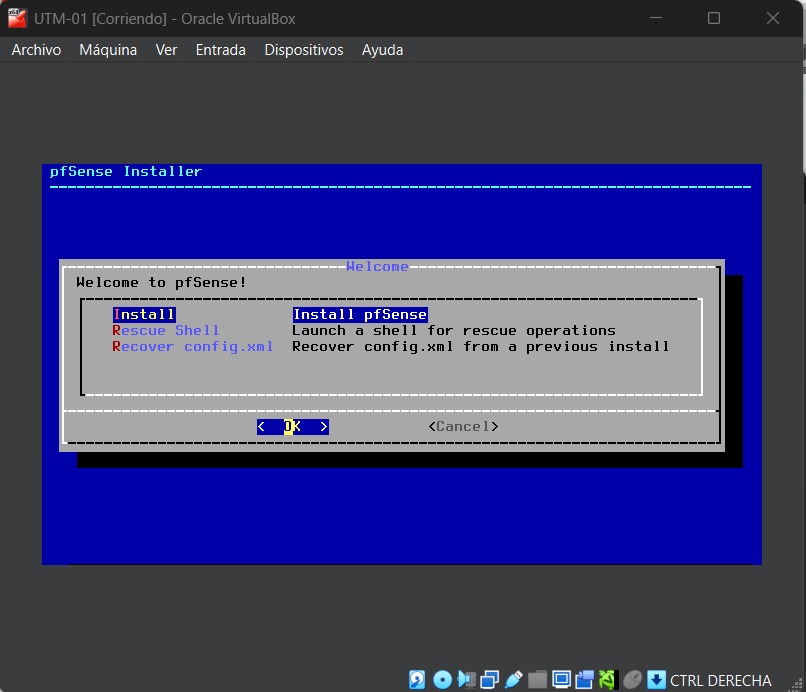 UTM-01 [Corriendo] - Oracle VirtualBox
Archivo Máquina Ver Entrada Dispositivos Ayuda
pfSense Installer
Welcome
Welcome to pfSense!
Install Install pfSense
Rescue Shell Launch a shell for rescue operations
Recover config.xml Recover config.xml from a previous install
< OK > <Cancel>
CTRL DERECHA